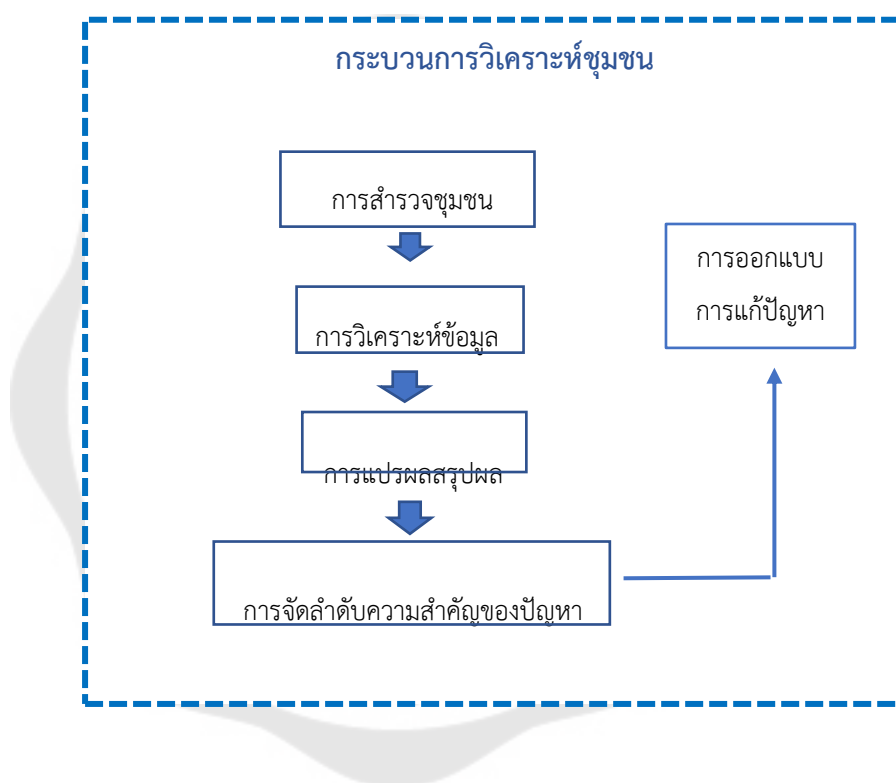 กระบวนการวิเคราะห์ชุมชน
การสำรวจชุมชน
การวิเคราะห์ข้อมูล
การแปรผลสรุปผล
การจัดลำดับความสำคัญของปัญหา
การออกแบบ
การแก้ปัญหา